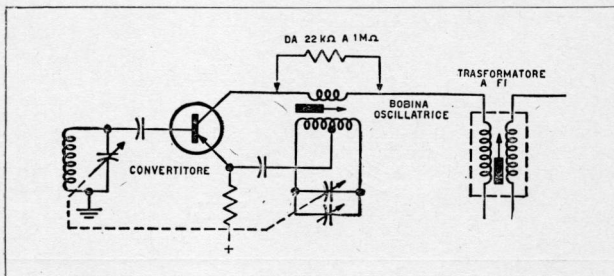 DA 22 KΩ A 1 MΩ
TRASFORMATORE
A FI
BOBINA
OSCILLATRICE
CONVERTITORE
+